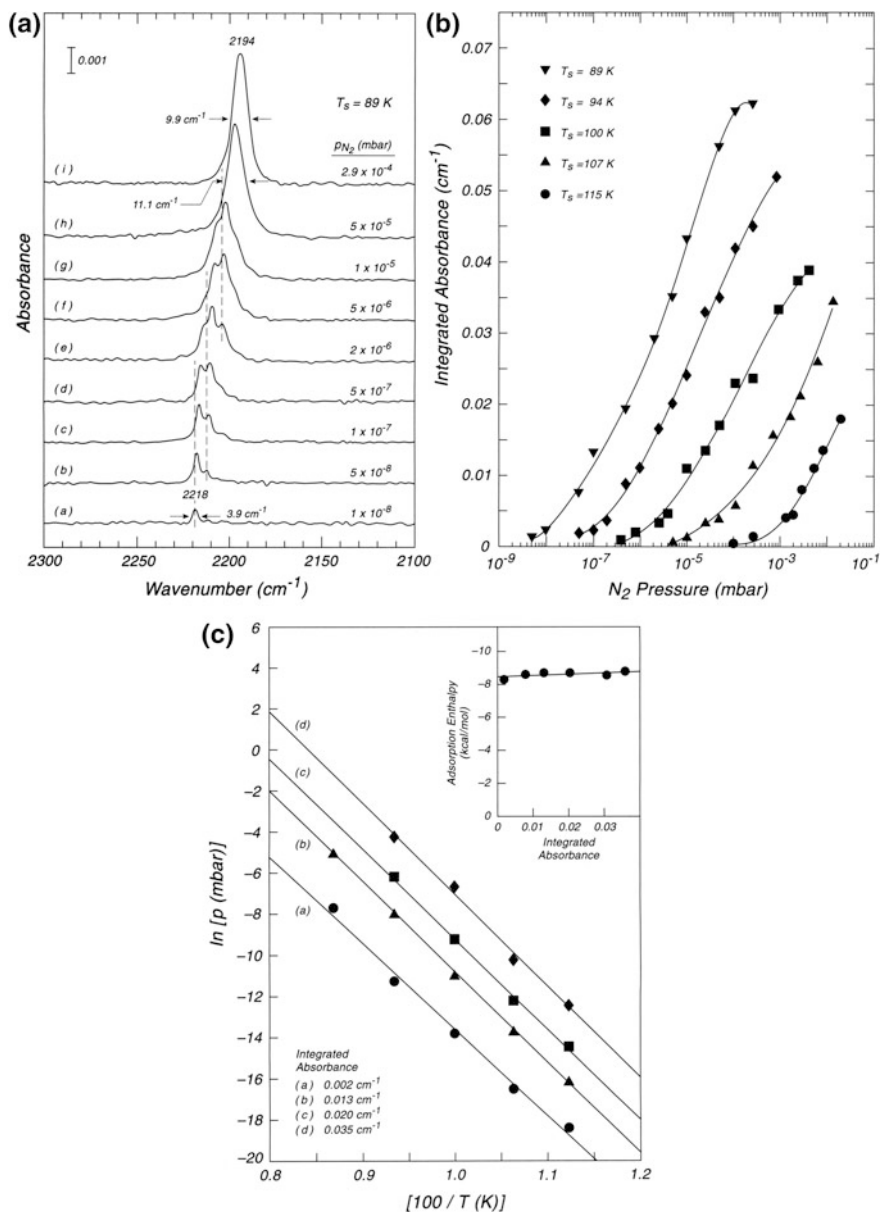 (a)
0.001
2194
T_s = 89 K
9.9 cm⁻¹
p_N₂ (mbar)
(i) 2.9 x 10⁻⁴
11.1 cm⁻¹
(h) 5 x 10⁻⁵
(g) 1 x 10⁻⁵
(f) 5 x 10⁻⁶
(e) 2 x 10⁻⁶
(d) 5 x 10⁻⁷
(c) 1 x 10⁻⁷
(b) 5 x 10⁻⁸
2218
(a) 3.9 cm⁻¹ 1 x 10⁻⁸
Absorbance
2300 2250 2200 2150 2100
Wavenumber (cm⁻¹)
(b)
0.07
0.06
0.05
0.04
0.03
0.02
0.01
0
Integrated Absorbance (cm⁻¹)
T_s = 89 K
T_s = 94 K
T_s =100 K
T_s =107 K
T_s =115 K
10⁻⁹ 10⁻⁷ 10⁻⁵ 10⁻³ 10⁻¹
N₂ Pressure (mbar)
(c)
6
4
2
0
−2
−4
−6
−8
−10
−12
−14
−16
−18
−20
ln [p (mbar)]
(d)
(c)
(b)
(a)
−10
−8
−6
−4
−2
0
Adsorption Enthalpy
(kcal/mol)
0 0.01 0.02 0.03
Integrated
Absorbance
Integrated
Absorbance
(a) 0.002 cm⁻¹
(b) 0.013 cm⁻¹
(c) 0.020 cm⁻¹
(d) 0.035 cm⁻¹
0.8 0.9 1.0 1.1 1.2
[100 / T (K)]